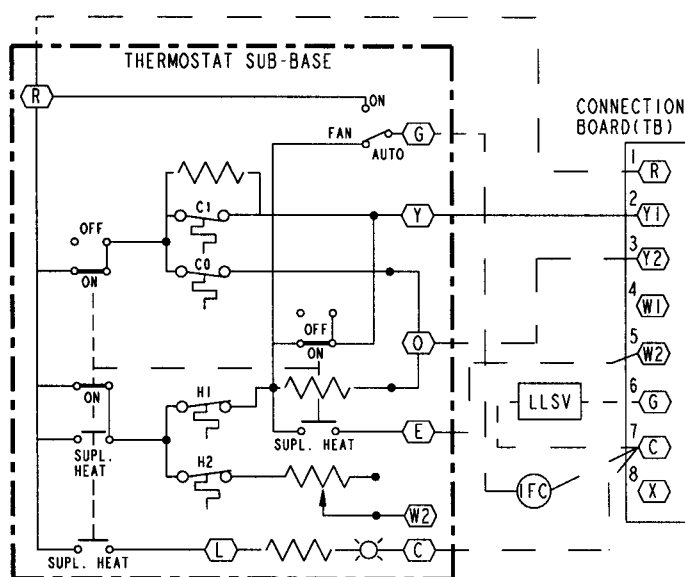 THERMOSTAT SUB-BASE
R
ON
CONNECTION
BOARD(TB)
FAN
G
AUTO
1
R
C1
2
Y
Y1
OFF
3
C0
Y2
ON
4
W1
OFF
O
5
ON
W2
ON
H1
6
LLSV
G
SUPL. HEAT
E
7
SUPL.
HEAT
C
H2
8
IFC
X
W2
SUPL. HEAT
L
C